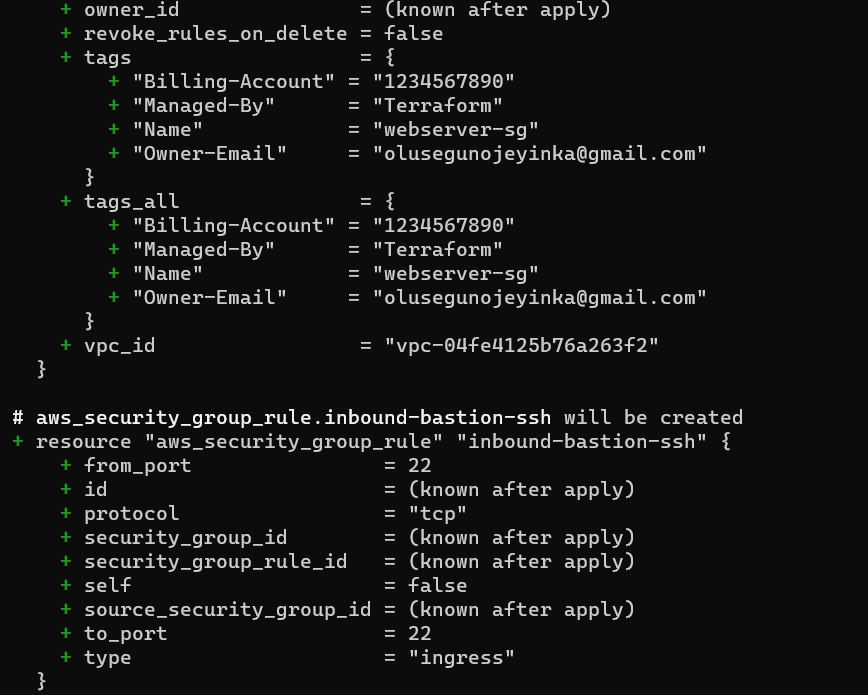 + owner_id = (known after apply)
+ revoke_rules_on_delete = false
+ tags = {
+ "Billing-Account" = "1234567890"
+ "Managed-By" = "Terraform"
+ "Name" = "webserver-sg"
+ "Owner-Email" = "olusegunojeyinka@gmail.com"
}
+ tags_all = {
+ "Billing-Account" = "1234567890"
+ "Managed-By" = "Terraform"
+ "Name" = "webserver-sg"
+ "Owner-Email" = "olusegunojeyinka@gmail.com"
}
+ vpc_id = "vpc-04fe4125b76a263f2"
}
# aws_security_group_rule.inbound-bastion-ssh will be created
+ resource "aws_security_group_rule" "inbound-bastion-ssh" {
+ from_port = 22
+ id = (known after apply)
+ protocol = "tcp"
+ security_group_id = (known after apply)
+ security_group_rule_id = (known after apply)
+ self = false
+ source_security_group_id = (known after apply)
+ to_port = 22
+ type = "ingress"
}